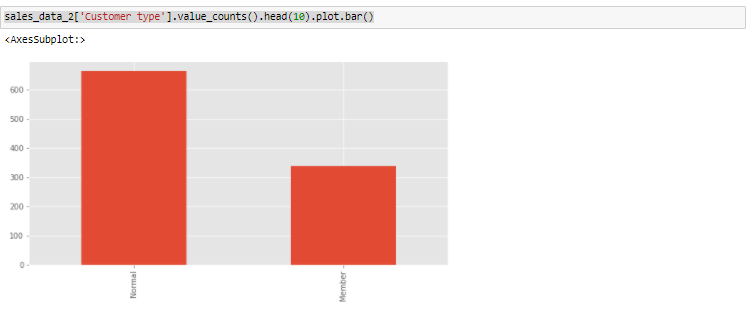 sales_data_2['Customer type'].value_counts().head(10).plot.bar()
<AxesSubplot:>
600
500
400
300
200
100
0
Normal
Member